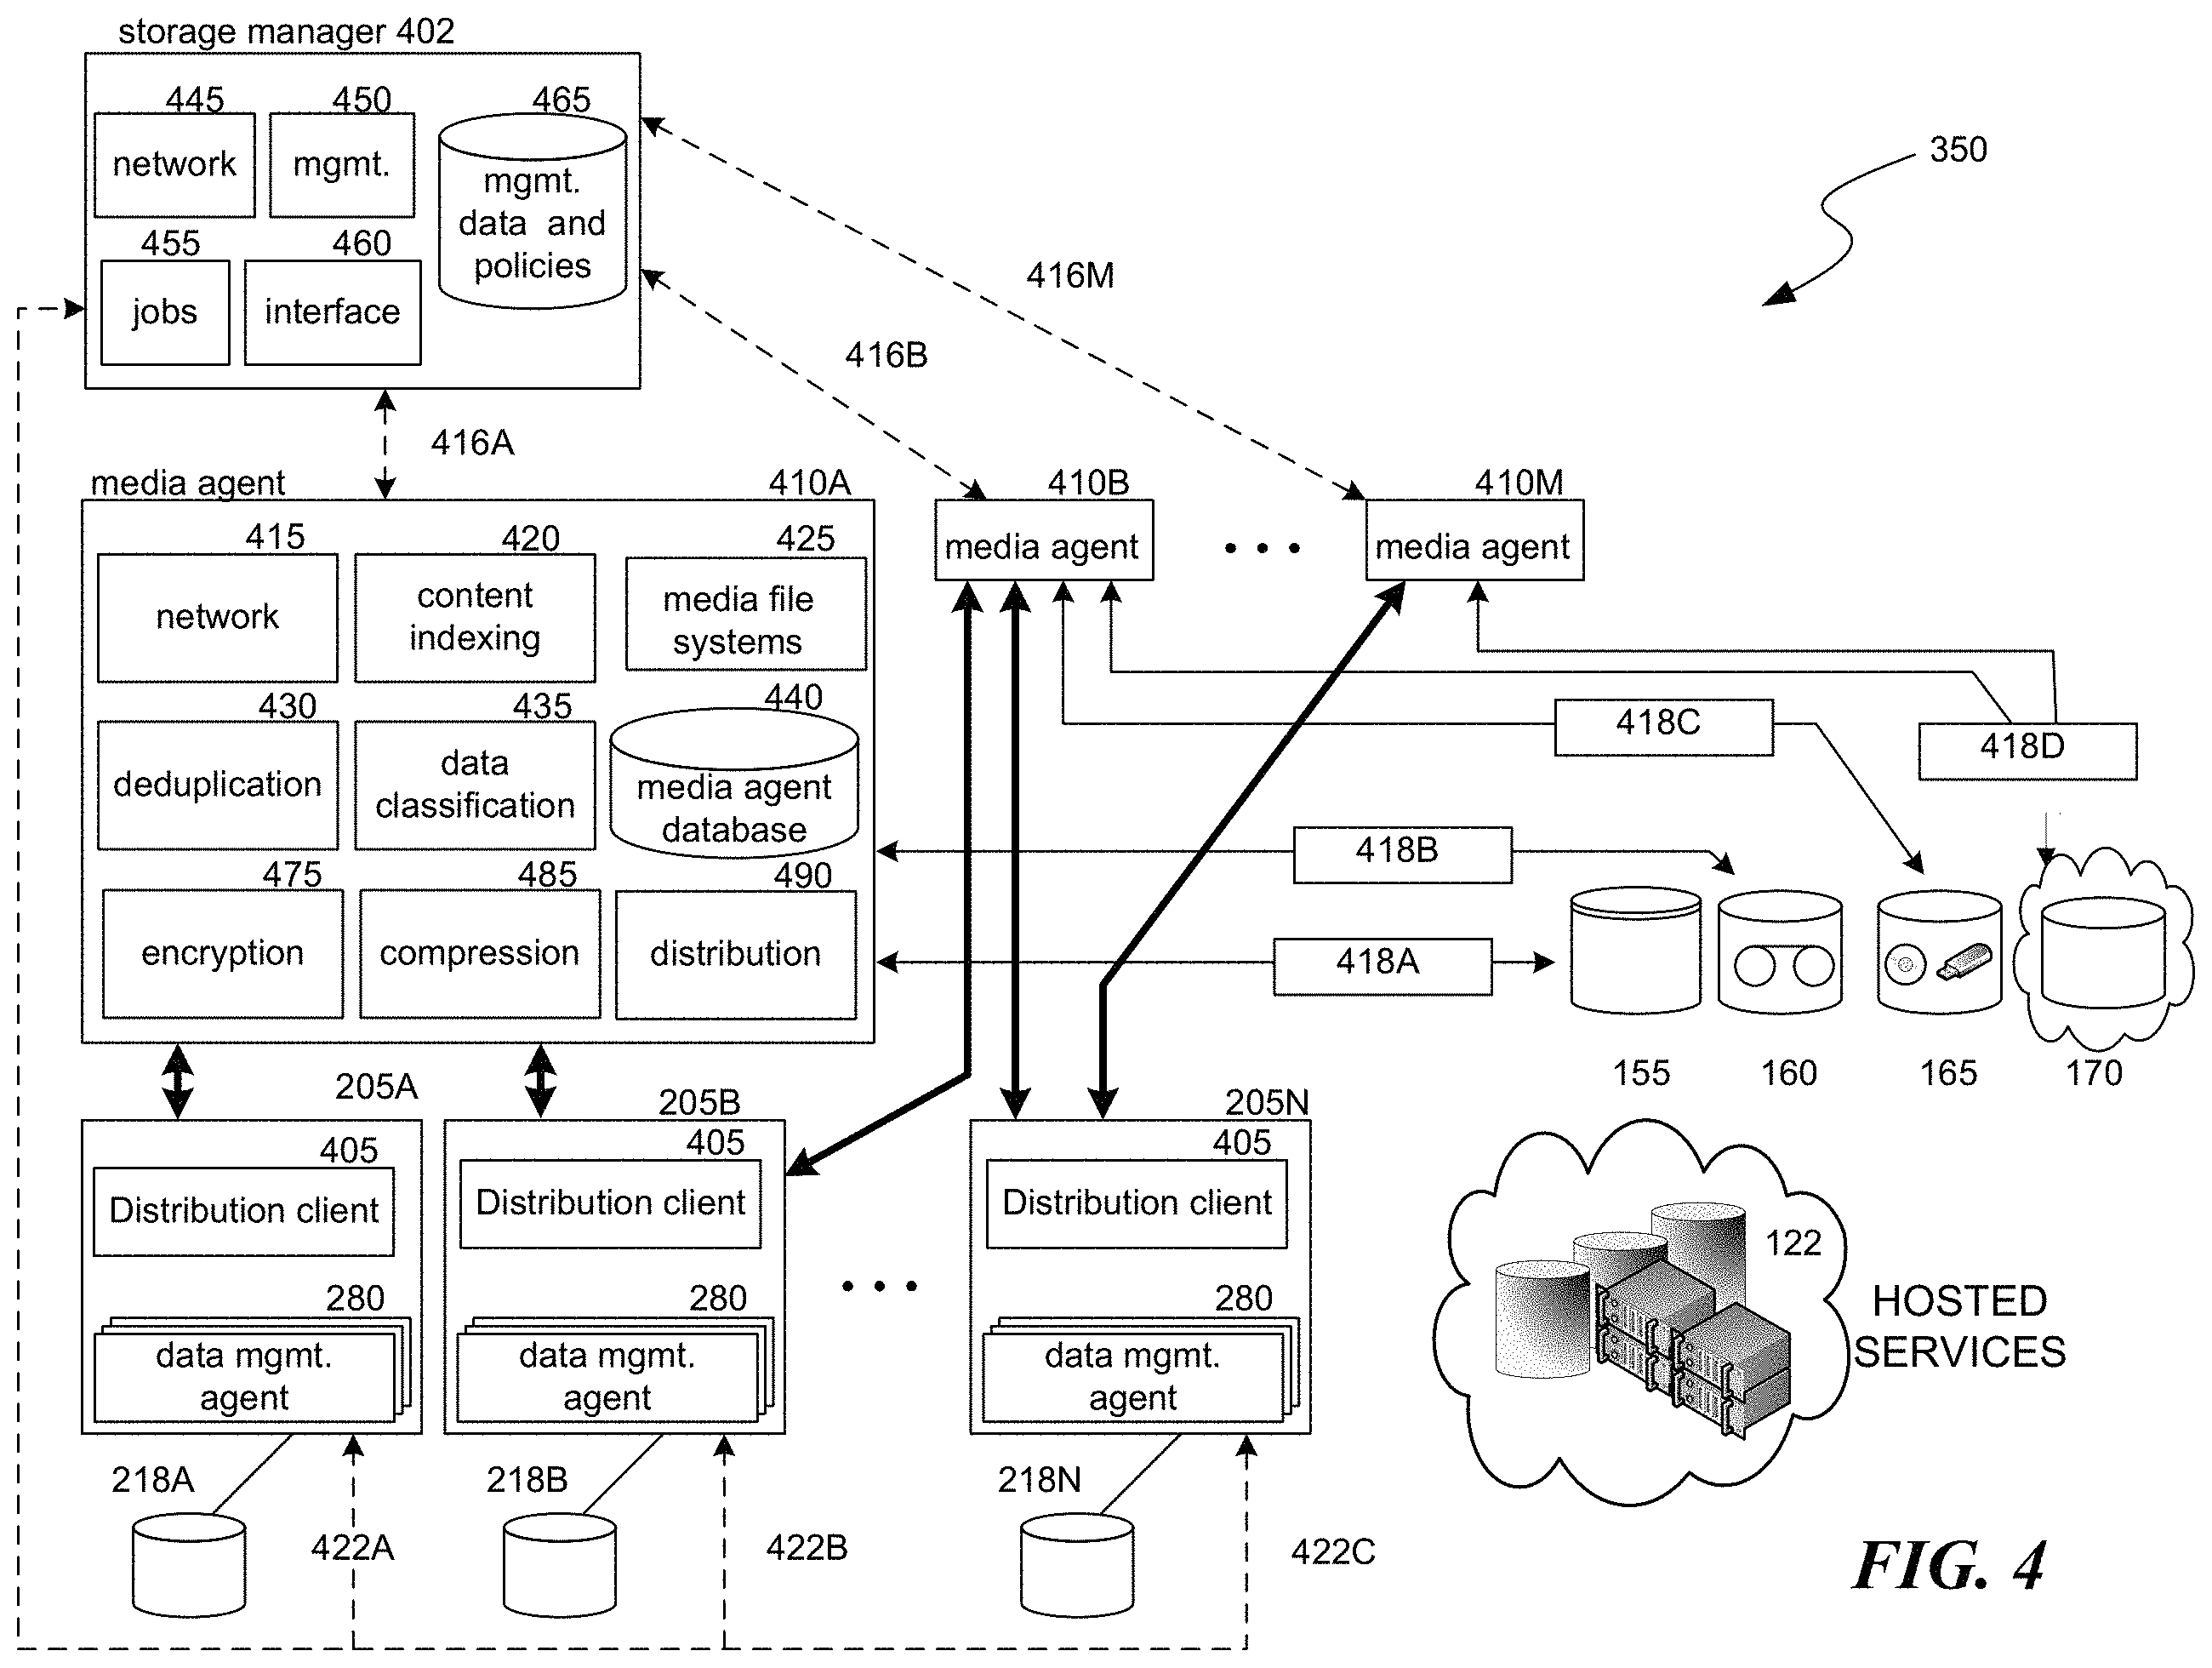 storage manager 402
445
450
465
network
mgmt.
mgmt.
data and
policies
455
460
jobs
interface
350
416M
416B
416A
media agent
410A
410B
410M
media agent
media agent
415
420
425
network
content
indexing
media file
systems
430
435
440
deduplication
data
classification
media agent
database
475
485
490
encryption
compression
distribution
418C
418D
418B
418A
155
160
165
170
205A
205B
205N
405
405
405
Distribution client
Distribution client
Distribution client
280
280
280
data mgmt.
agent
data mgmt.
agent
data mgmt.
agent
122
HOSTED
SERVICES
218A
218B
218N
422A
422B
422C
FIG. 4